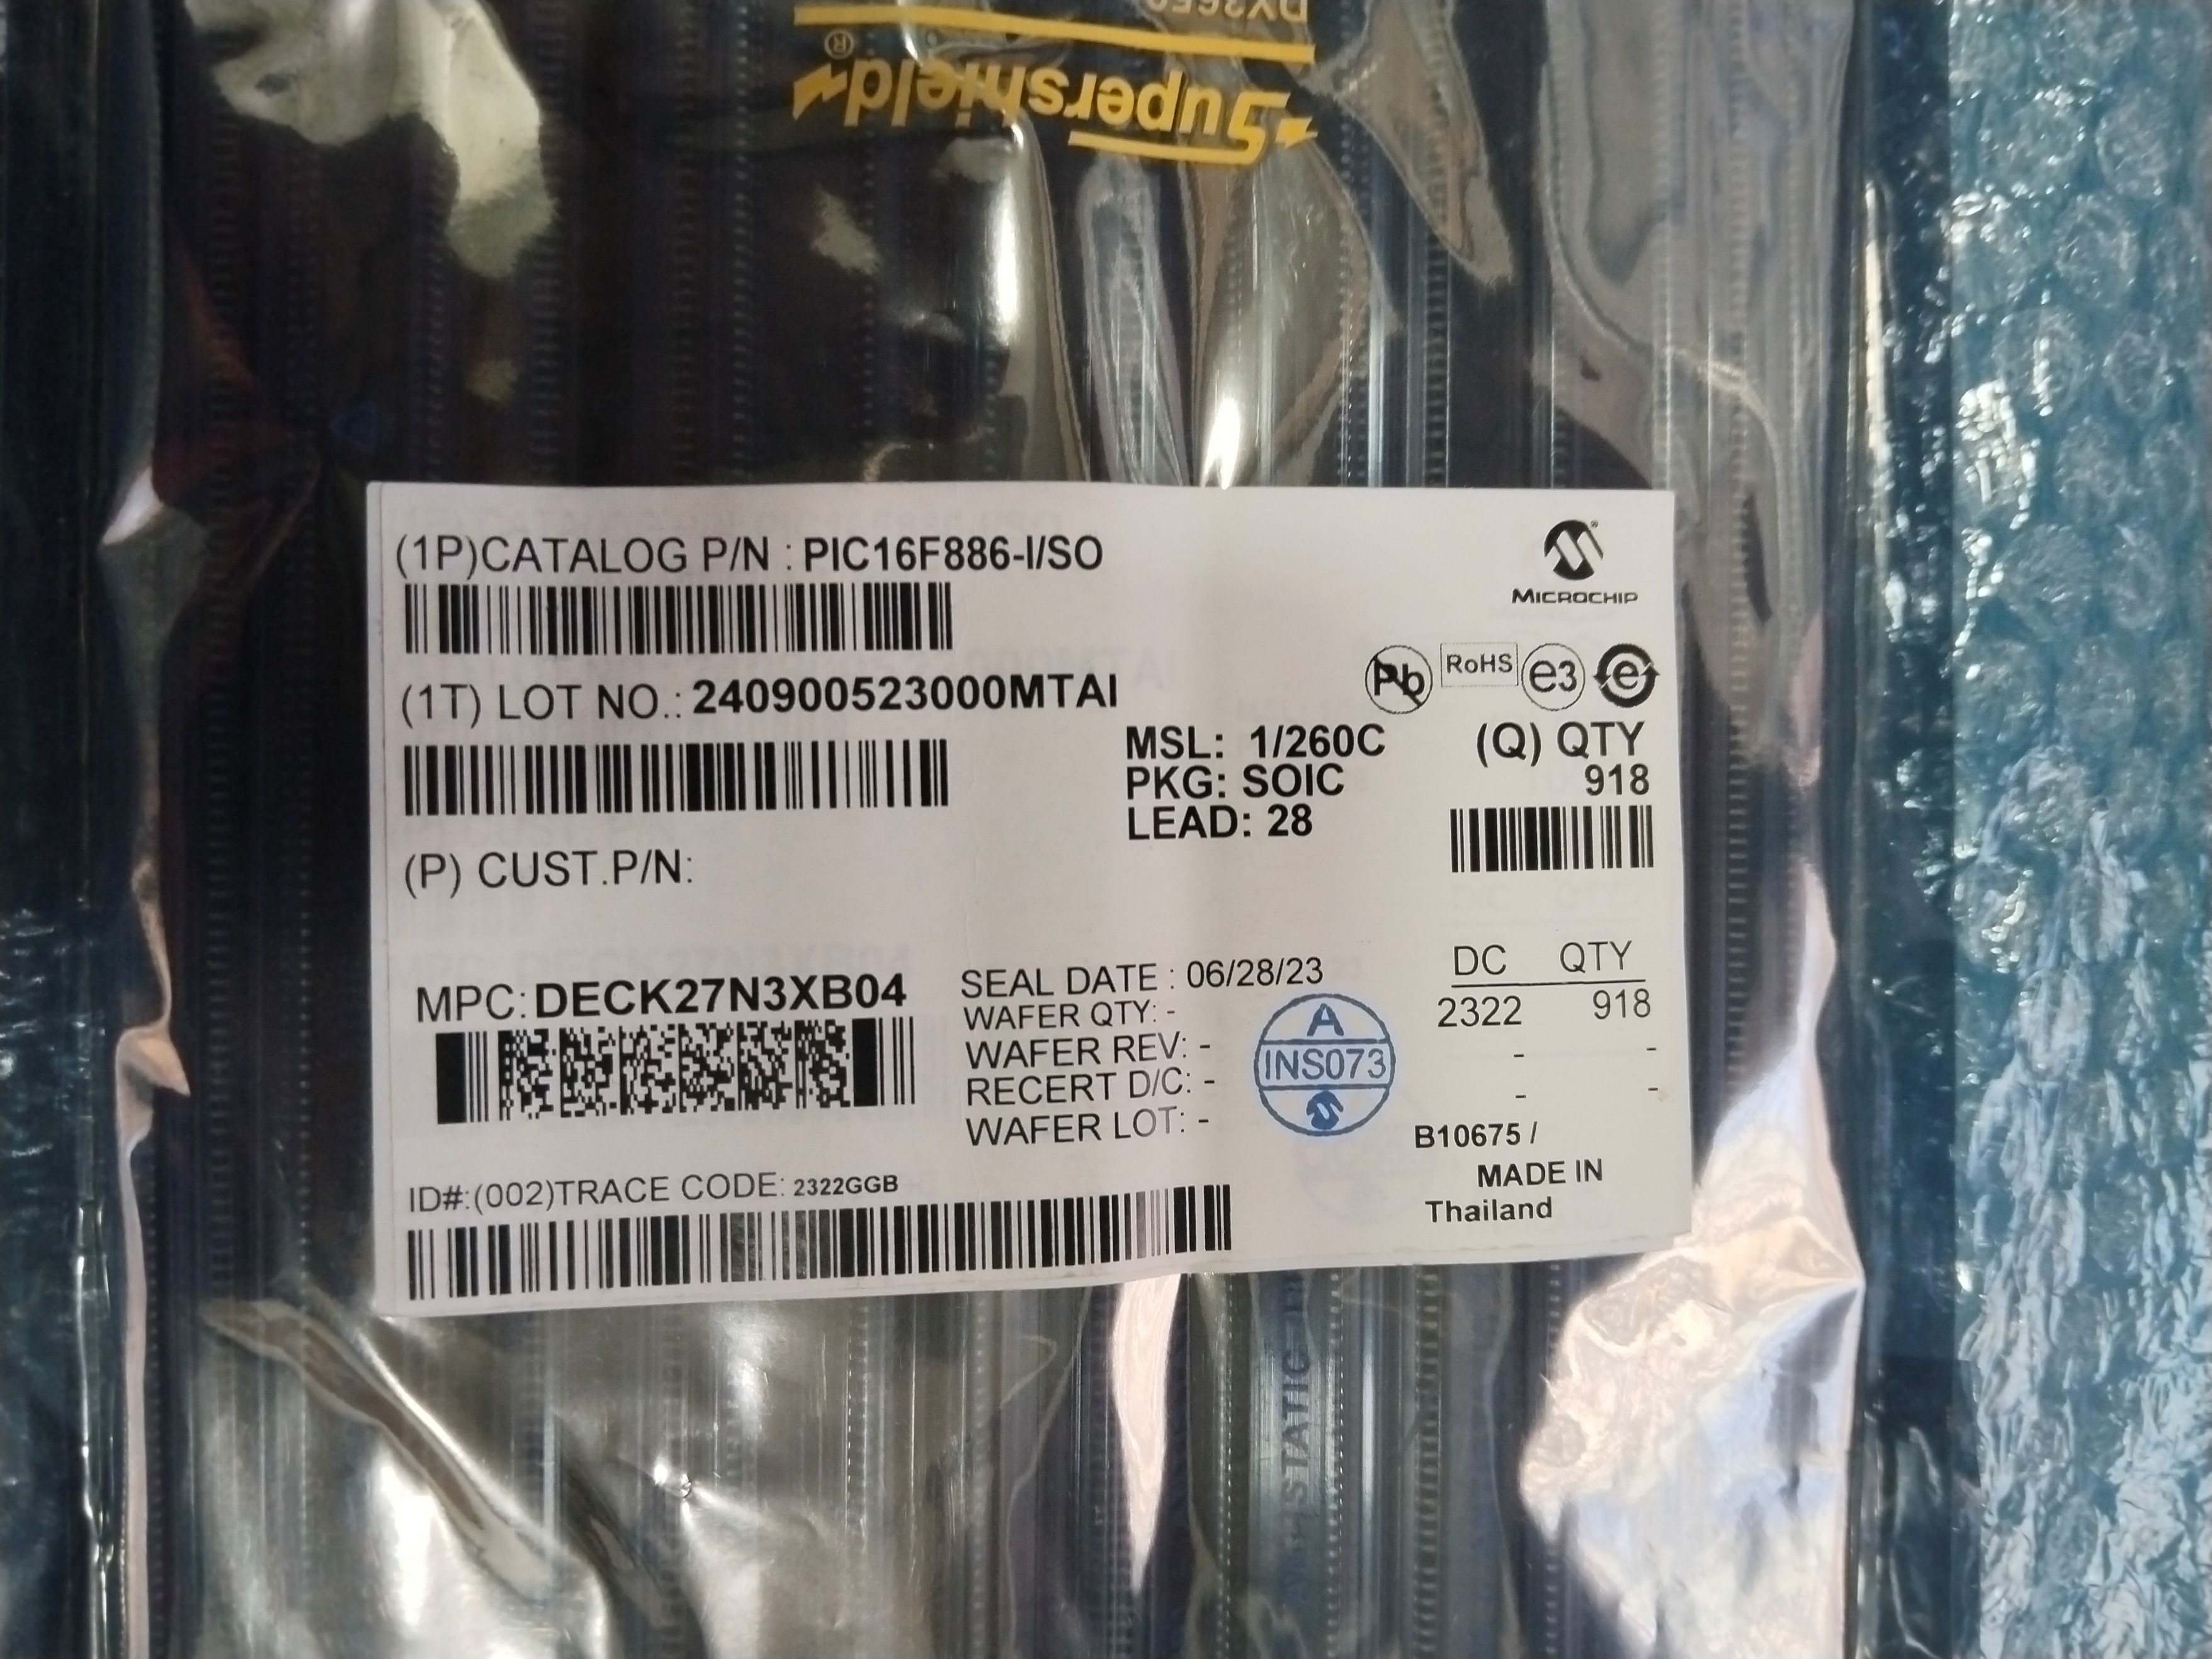 Supershield®
(1P)CATALOG P/N : PIC16F886-I/SO
MICROCHIP
(1T) LOT NO.: 240900523000MTAI
Pb RoHS e3 e
MSL: 1/260C
PKG: SOIC
LEAD: 28
(Q) QTY
918
(P) CUST.P/N:
MPC: DECK27N3XB04
SEAL DATE : 06/28/23
WAFER QTY: -
WAFER REV: -
RECERT D/C: -
WAFER LOT: -
A
INS073
DC QTY
2322 918
- -
- -
B10675 /
MADE IN
Thailand
ID#:(002)TRACE CODE: 2322GGB
STATIC